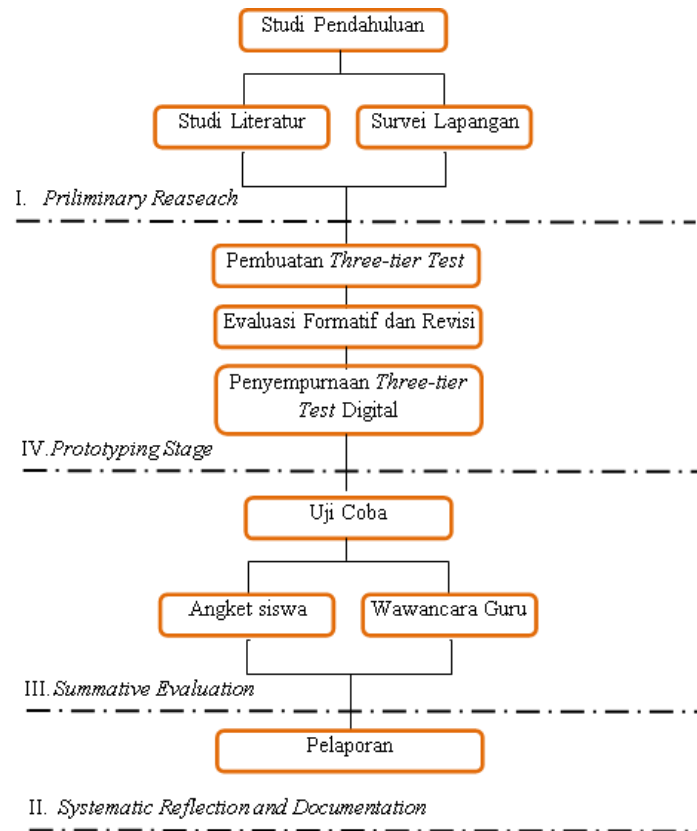 Studi Pendahuluan
Studi Literatur
Survei Lapangan
I. Priliminary Reaseach
Pembuatan Three-tier Test
Evaluasi Formatif dan Revisi
Penyempurnaan Three-tier
Test Digital
IV. Prototyping Stage
Uji Coba
Angket siswa
Wawancara Guru
III. Summative Evaluation
Pelaporan
II. Systematic Reflection and Documentation